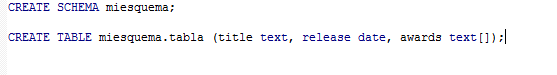 CREATE SCHEMA miesquema;
CREATE TABLE miesquema.tabla (title text, release date, awards text[]);